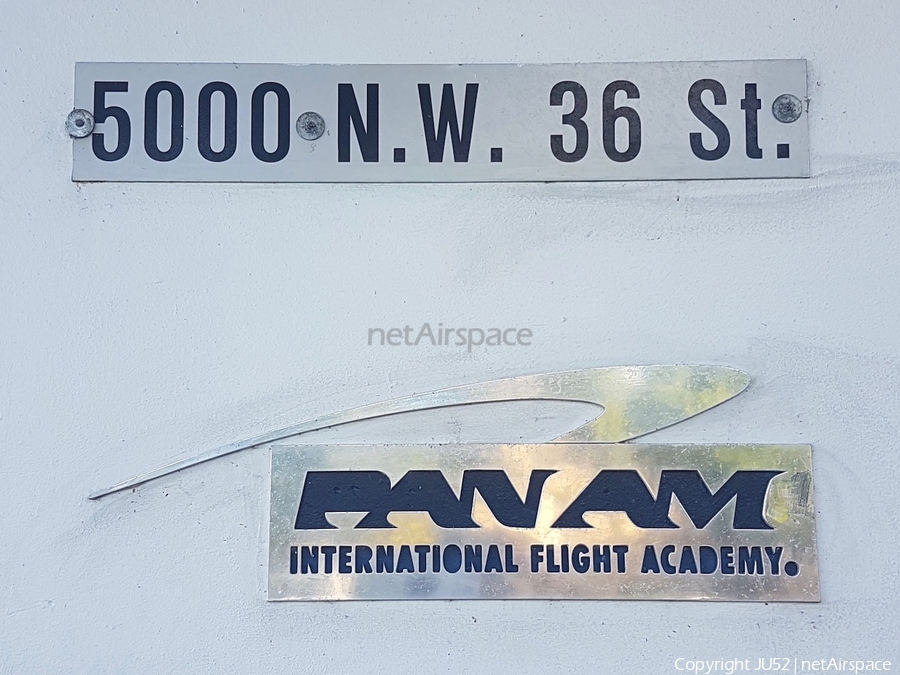 5000 N.W. 36 St.
netAirspace
PAN AM
INTERNATIONAL FLIGHT ACADEMY.
Copyright JU52 | netAirspace